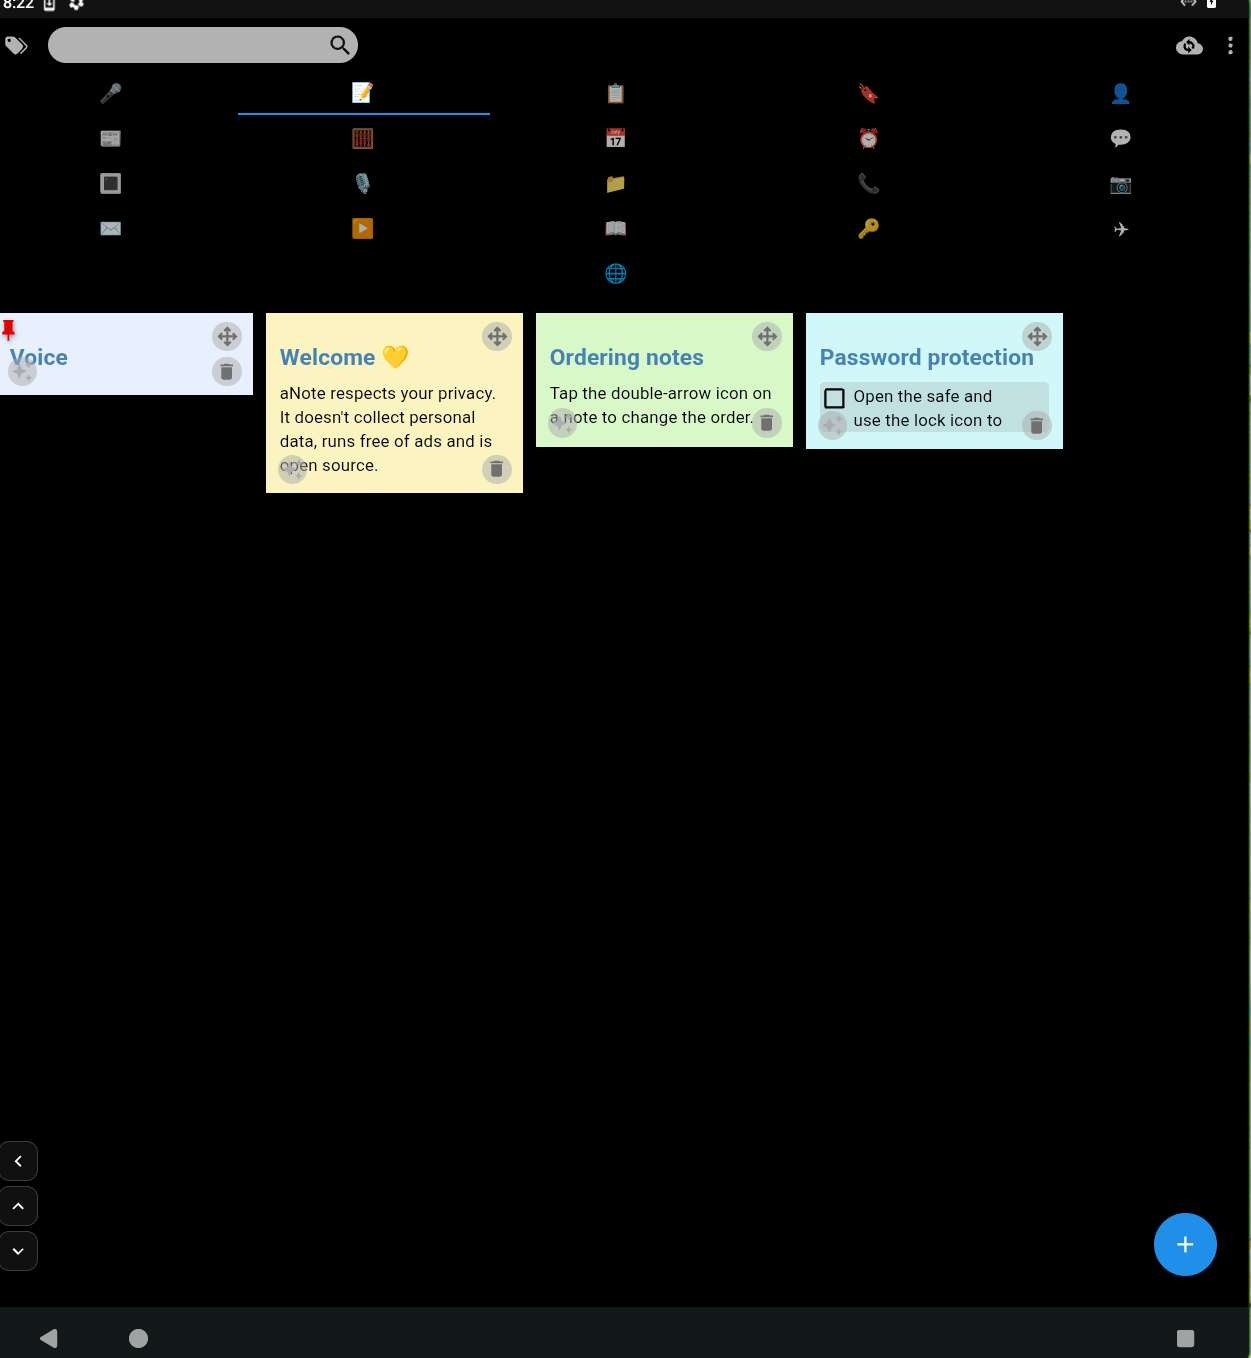 8:22
Voice
Welcome 💛
aNote respects your privacy.
It doesn't collect personal
data, runs free of ads and is
open source.
Ordering notes
Tap the double-arrow icon on
a note to change the order.
Password protection
Open the safe and
use the lock icon to